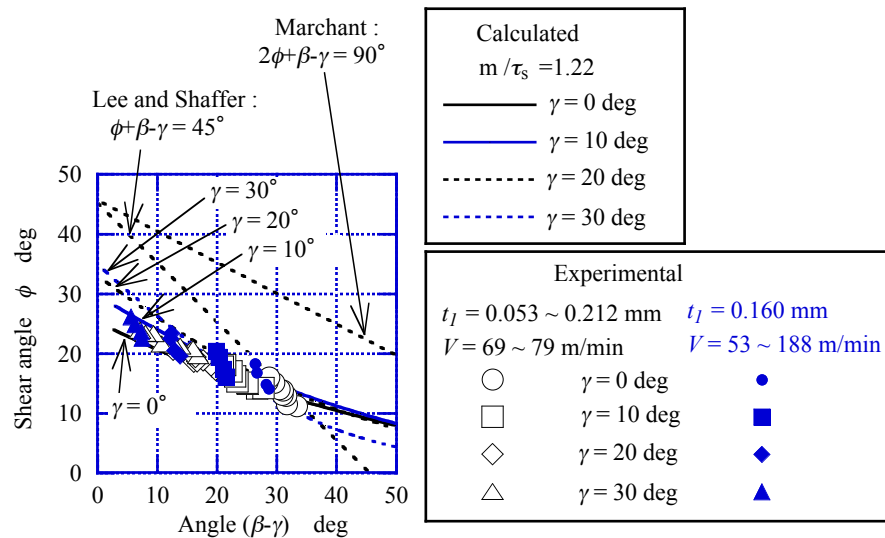 Marchant :
2ϕ+β-γ = 90°
Lee and Shaffer :
ϕ+β-γ = 45°
Calculated
m /τs =1.22
γ = 0 deg
γ = 10 deg
γ = 20 deg
γ = 30 deg
50
40
30
20
10
0
Shear angle ϕ deg
γ = 30°
γ = 20°
γ = 10°
γ = 0°
0 10 20 30 40 50
Angle (β-γ) deg
Experimental
t1 = 0.053 ~ 0.212 mm t1 = 0.160 mm
V = 69 ~ 79 m/min V = 53 ~ 188 m/min
γ = 0 deg
γ = 10 deg
γ = 20 deg
γ = 30 deg